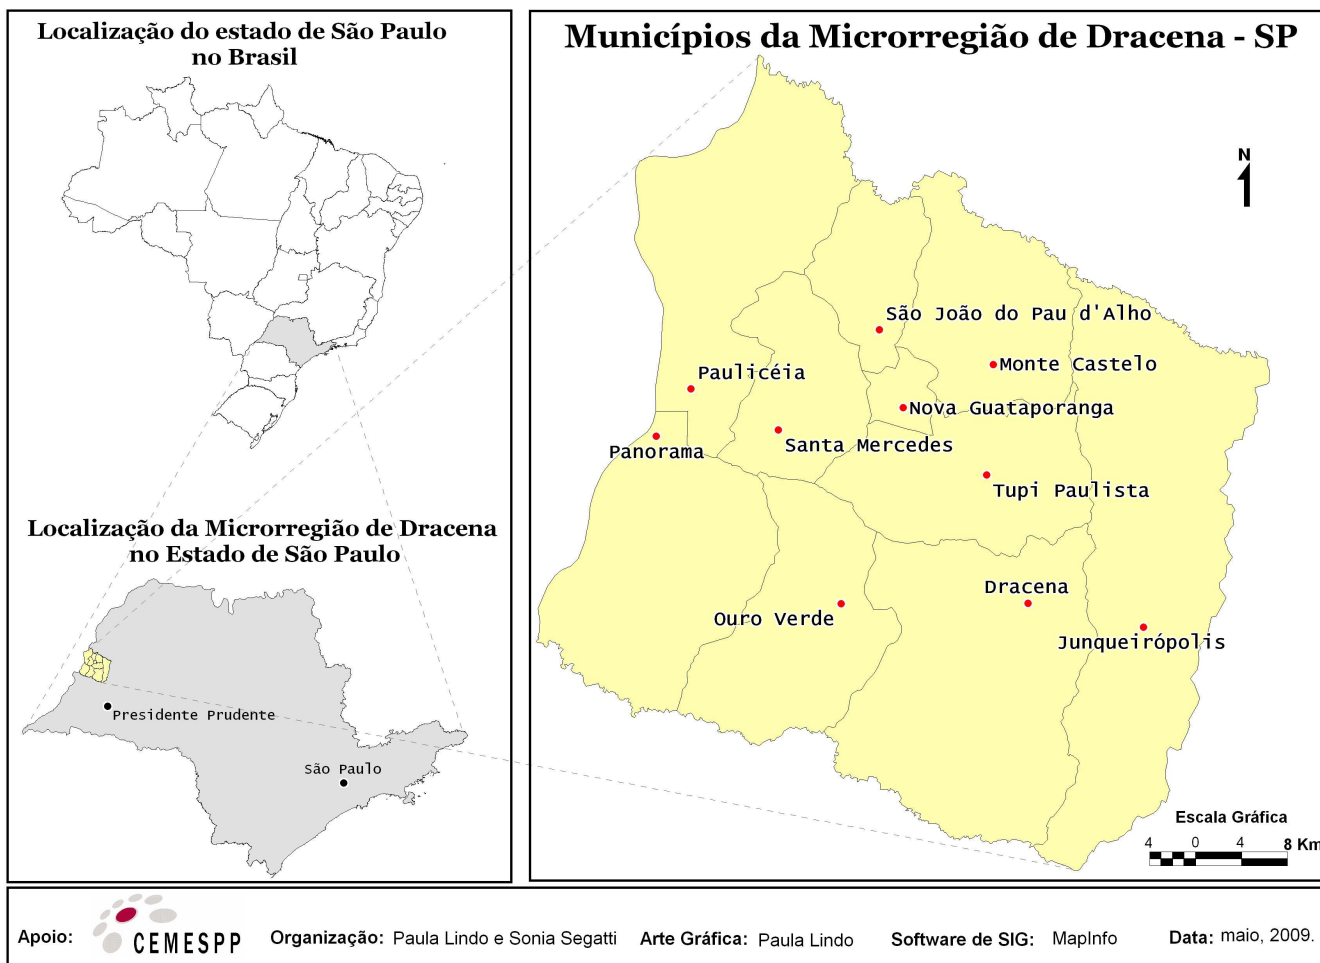 Localização do estado de São Paulo
no Brasil
Localização da Microrregião de Dracena
no Estado de São Paulo
Presidente Prudente
São Paulo
Municípios da Microrregião de Dracena - SP
N
São João do Pau d'Alho
Monte Castelo
Paulicéia
Nova Guataporanga
Panorama
Santa Mercedes
Tupi Paulista
Dracena
Ouro Verde
Junqueirópolis
Escala Gráfica
4 0 4 8 Km
Apoio: CEMESPP Organização: Paula Lindo e Sonia Segatti Arte Gráfica: Paula Lindo Software de SIG: MapInfo Data: maio, 2009.